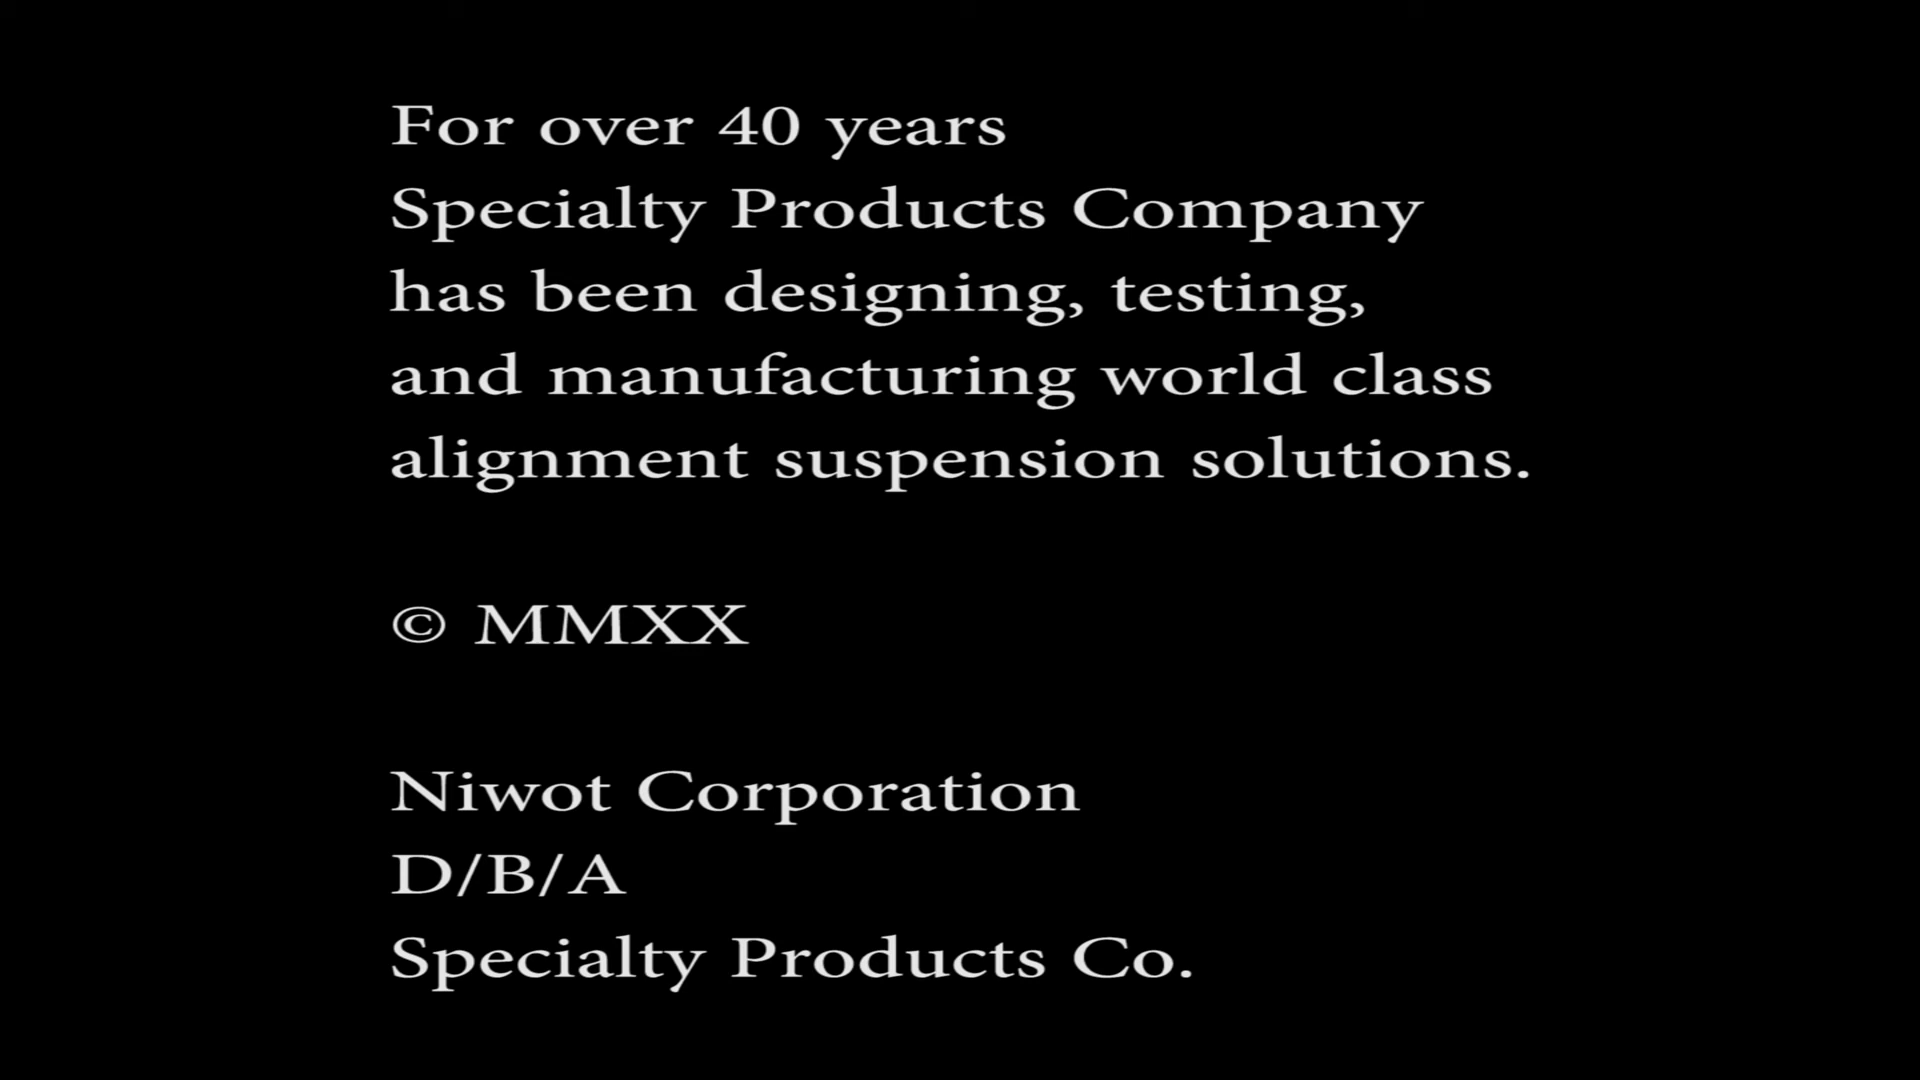 For over 40 years
Specialty Products Company
has been designing, testing,
and manufacturing world class
alignment suspension solutions.
© MMXX
Niwot Corporation
D/B/A
Specialty Products Co.